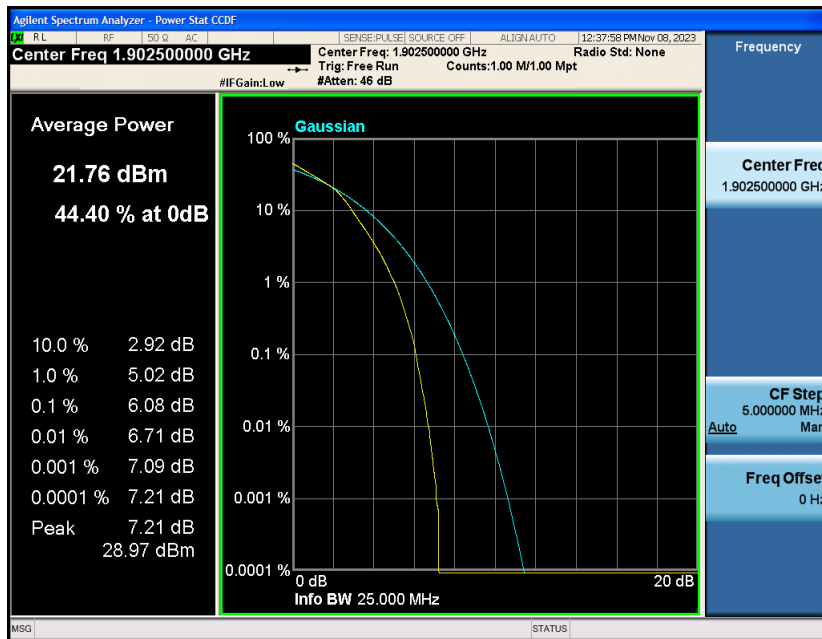 Agilent Spectrum Analyzer - Power Stat CCDF
LXI RL RF 50 Ω AC SENSE:PULSE SOURCE OFF ALIGN AUTO 12:37:58 PM Nov 08, 2023
Center Freq 1.902500000 GHz
Center Freq: 1.902500000 GHz Radio Std: None
Trig: Free Run Counts:1.00 M/1.00 Mpt
#IFGain:Low #Atten: 46 dB
Frequency
Average Power
21.76 dBm
44.40 % at 0dB
10.0 % 2.92 dB
1.0 % 5.02 dB
0.1 % 6.08 dB
0.01 % 6.71 dB
0.001 % 7.09 dB
0.0001 % 7.21 dB
Peak 7.21 dB
28.97 dBm
Gaussian
100 %
10 %
1 %
0.1 %
0.01 %
0.001 %
0.0001 %
0 dB 20 dB
Info BW 25.000 MHz
Center Freq
1.902500000 GHz
CF Step
5.000000 MHz
Auto Man
Freq Offset
0 Hz
MSG STATUS